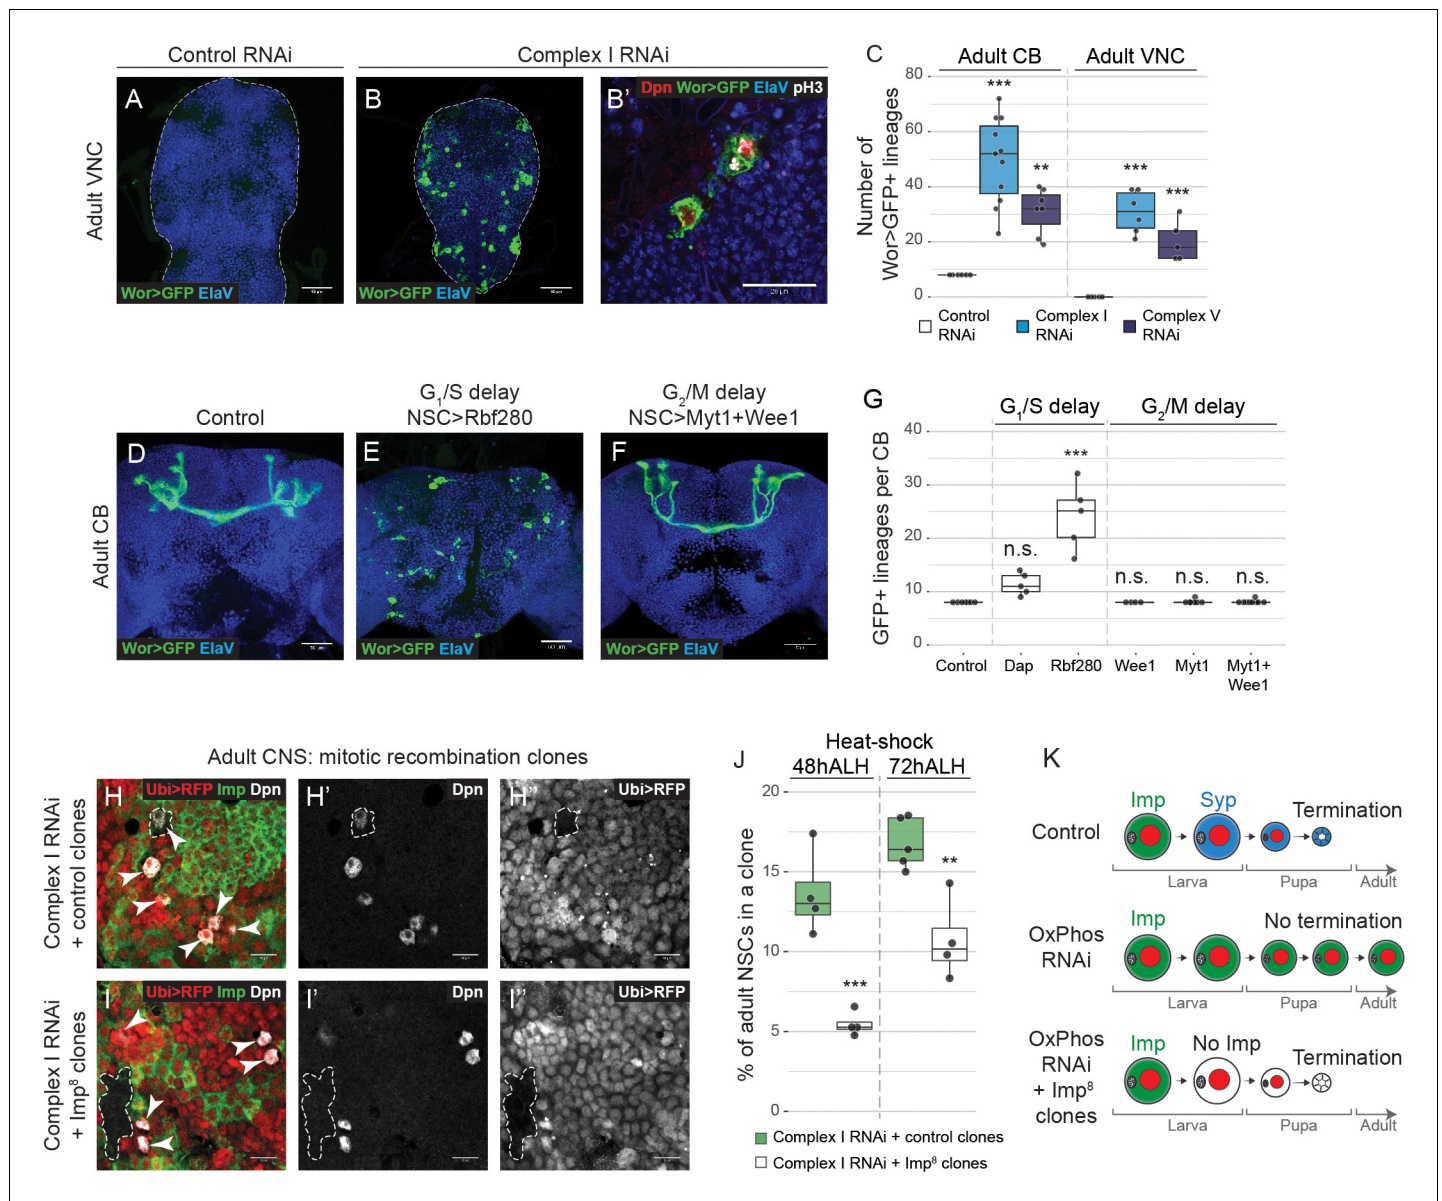 Control RNAi
Complex I RNAi
Adult VNC
A
Wor>GFP ElaV
B
Wor>GFP ElaV
B’
Dpn Wor>GFP ElaV pH3
20 μm
C
Adult CB
Adult VNC
Number of
Wor>GFP+ lineages
80
60
40
20
0
***
**
***
***
Control
RNAi
Complex I
RNAi
Complex V
RNAi
Control
G1/S delay
NSC>Rbf280
G2/M delay
NSC>Myt1+Wee1
Adult CB
D
Wor>GFP ElaV
E
Wor>GFP ElaV
F
Wor>GFP ElaV
G
G1/S delay
G2/M delay
GFP+ lineages per CB
40
30
20
10
0
n.s.
***
n.s.
n.s.
n.s.
Control
Dap
Rbf280
Wee1
Myt1
Myt1+
Wee1
Adult CNS: mitotic recombination clones
Complex I RNAi
+ control clones
H
Ubi>RFP Imp Dpn
H’
Dpn
H’’
Ubi>RFP
Complex I RNAi
+ Imp⁸ clones
I
Ubi>RFP Imp Dpn
I’
Dpn
I’’
Ubi>RFP
J
Heat-shock
48hALH
72hALH
% of adult NSCs in a clone
20
15
10
5
0
***
**
Complex I RNAi + control clones
Complex I RNAi + Imp⁸ clones
K
Control
Imp
Syp
Termination
Larva
Pupa
Adult
OxPhos
RNAi
Imp
No termination
Larva
Pupa
Adult
OxPhos
RNAi
+ Imp⁸
clones
Imp
No Imp
Termination
Larva
Pupa
Adult